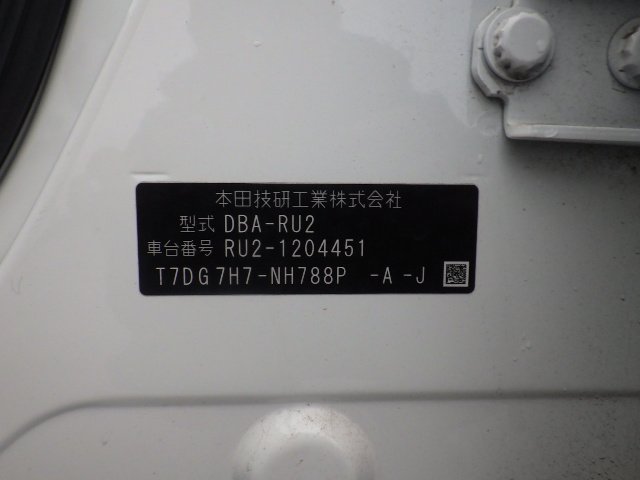 本田技研工業株式会社
型式 DBA-RU2
車台番号 RU2-1204451
T7DG7H7-NH788P -A -J